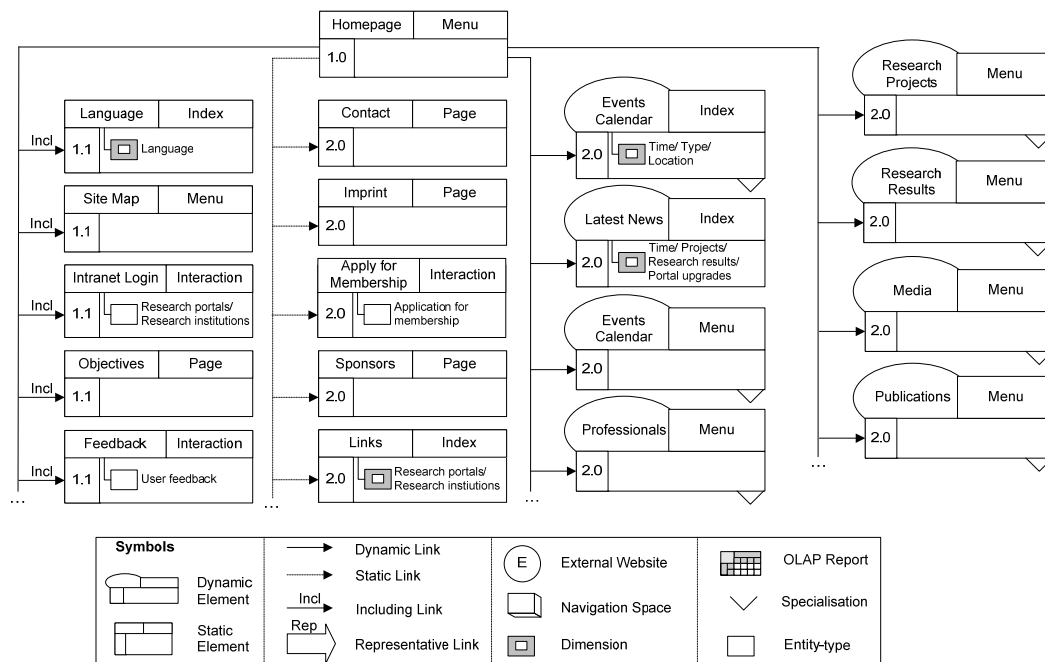 Homepage Menu
1.0
Language Index
Incl
1.1
Language
Site Map Menu
Incl
1.1
Intranet Login Interaction
Incl
1.1
Research portals/
Research institutions
Objectives Page
Incl
1.1
Feedback Interaction
Incl
1.1
User feedback
...
Contact Page
2.0
Imprint Page
2.0
Apply for
Membership
Interaction
2.0
Application for
membership
Sponsors Page
2.0
Links Index
2.0
Research portals/
Research instiutions
...
Events
Calendar
Index
2.0
Time/ Type/
Location
Latest News Index
2.0
Time/ Projects/
Research results/
Portal upgrades
Events
Calendar
Menu
2.0
Professionals Menu
2.0
...
Research
Projects
Menu
2.0
Research
Results
Menu
2.0
Media Menu
2.0
Publications Menu
2.0
...
Symbols
Dynamic
Element
Static
Element
Dynamic Link
Static Link
Incl
Including Link
Rep
Representative Link
E
External Website
Navigation Space
Dimension
OLAP Report
Specialisation
Entity-type